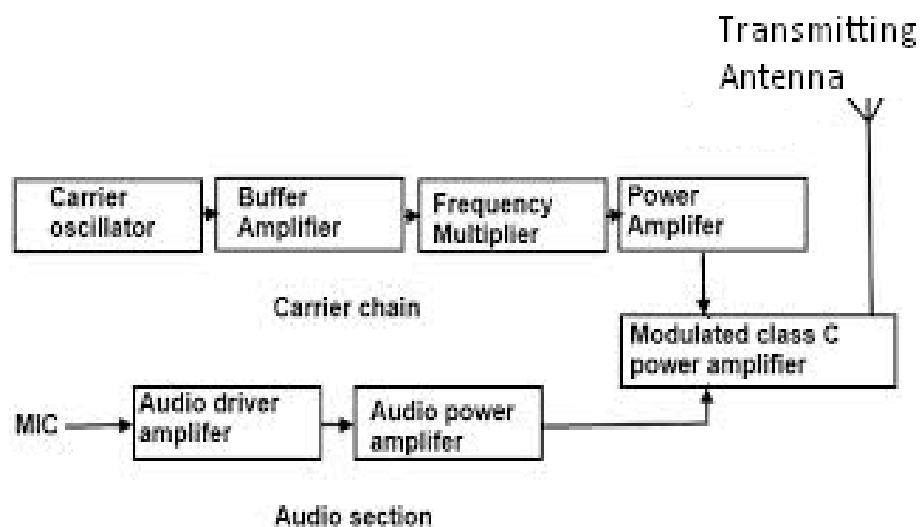 Transmitting
Antenna
Carrier
oscillator
Buffer
Amplifier
Frequency
Multiplier
Power
Amplifer
Carrier chain
Modulated class C
power amplifier
MIC
Audio driver
amplifer
Audio power
amplifer
Audio section